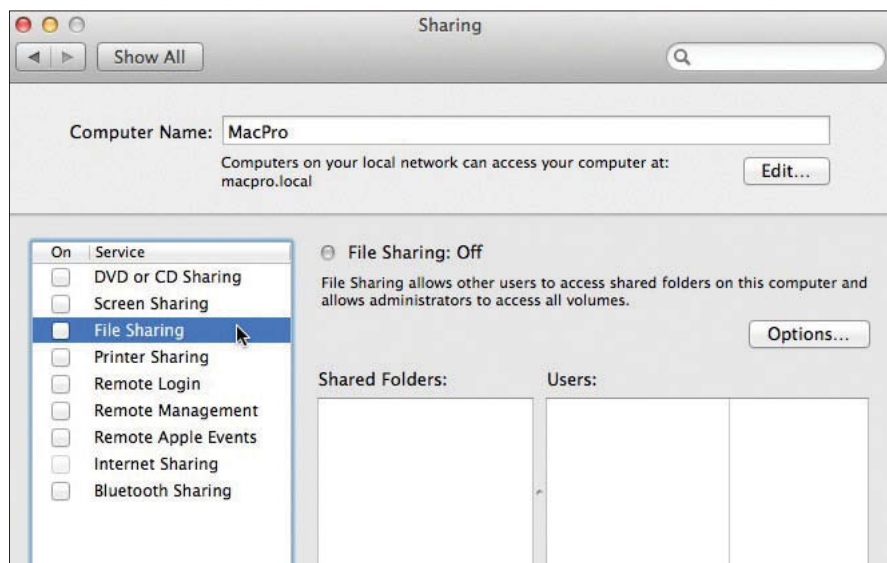 Sharing
Show All
Computer Name: MacPro
Computers on your local network can access your computer at:
macpro.local
Edit...
On Service
DVD or CD Sharing
Screen Sharing
File Sharing
Printer Sharing
Remote Login
Remote Management
Remote Apple Events
Internet Sharing
Bluetooth Sharing
File Sharing: Off
File Sharing allows other users to access shared folders on this computer and
allows administrators to access all volumes.
Options...
Shared Folders:
Users: